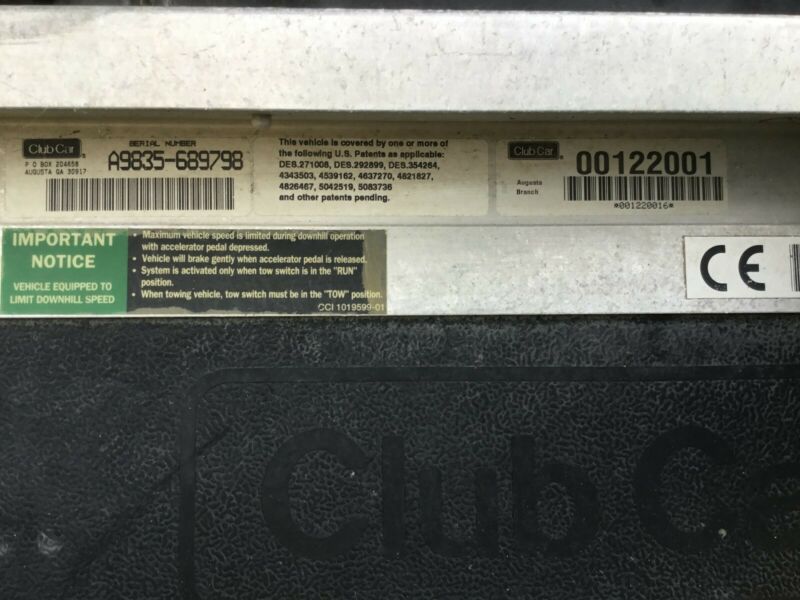 Club Car
P O BOX 204658
AUGUSTA GA 30917
SERIAL NUMBER
A9835-689798
This vehicle is covered by one or more of
the following U.S. Patents as applicable:
DES.271008, DES.292899, DES.354264,
4343503, 4539162, 4637270, 4821827,
4826467, 5042519, 5083736
and other patents pending.
Club Car
Augusta
Branch
00122001
*001220016*
IMPORTANT
NOTICE
VEHICLE EQUIPPED TO
LIMIT DOWNHILL SPEED
• Maximum vehicle speed is limited during downhill operation
with accelerator pedal depressed.
• Vehicle will brake gently when accelerator pedal is released.
• System is activated only when tow switch is in the "RUN"
position.
• When towing vehicle, tow switch must be in the "TOW" position.
CCI 1019599-01
CE
Club Ca